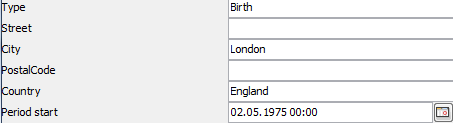 Type Birth
Street
City London
PostalCode
Country England
Period start 02.05.1975 00:00